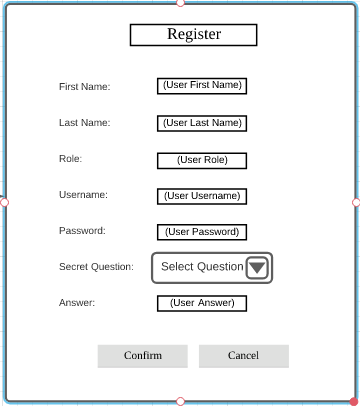 Register
First Name: (User First Name)
Last Name: (User Last Name)
Role: (User Role)
Username: (User Username)
Password: (User Password)
Secret Question: Select Question
Answer: (User Answer)
Confirm Cancel